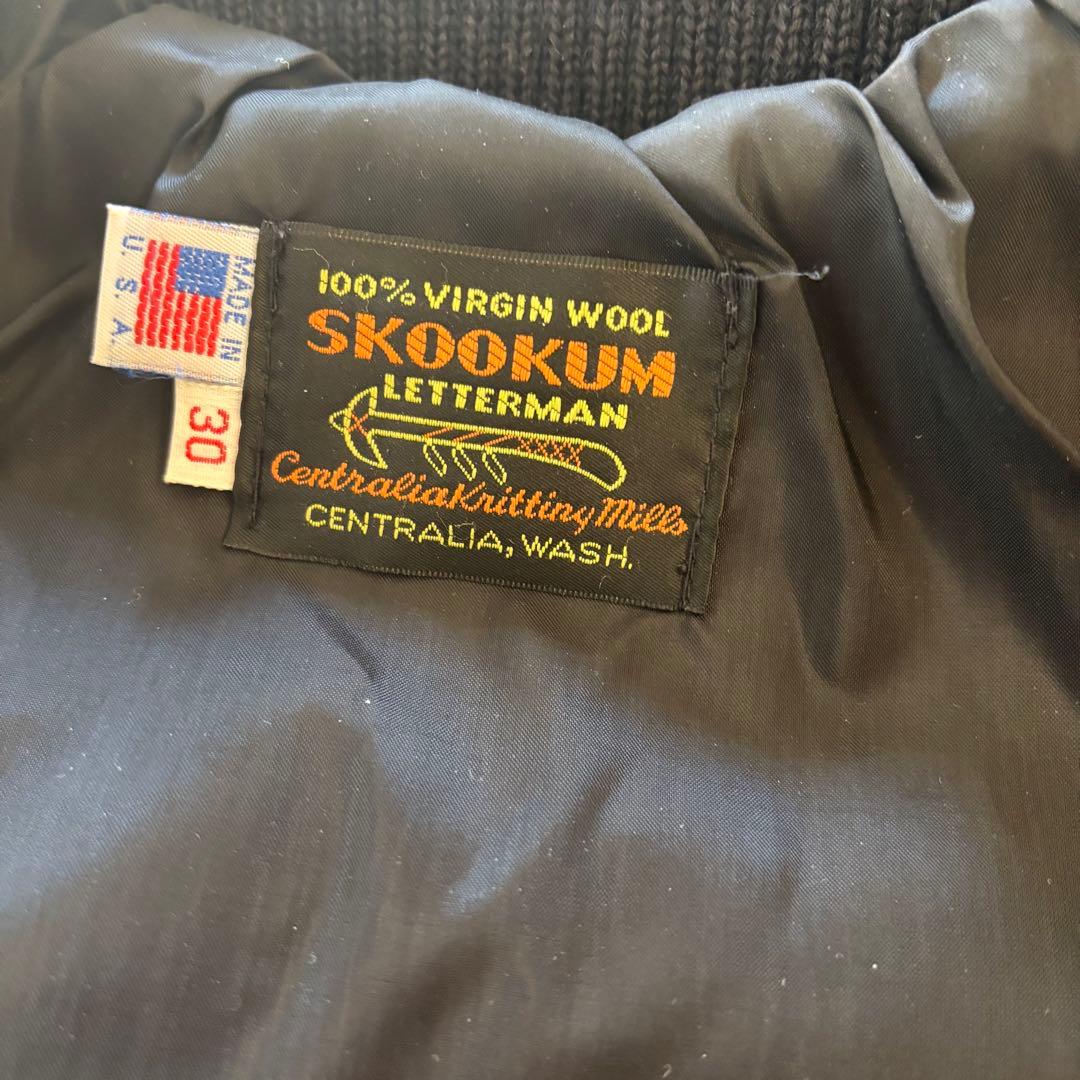 MADE IN
U. S. A.
30
100% VIRGIN WOOL
SKOOKUM
LETTERMAN
Centralia Knitting Mills
CENTRALIA, WASH.